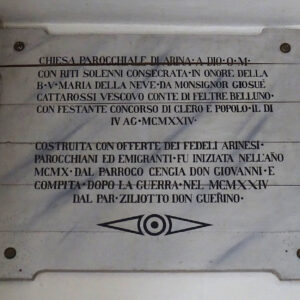 CHIESA PARROCCHIALE DI ARINA · A DIO · O · M ·
CON RITI SOLENNI CONSECRATA · IN ONORE DELLA
B · V · MARIA DELLA NEVE · DA MONSIGNOR GIOSUÉ
CATTAROSSI VESCOVO CONTE DI FELTRE BELLUNO ·
CON FESTANTE CONCORSO DI CLERO E POPOLO · IL DI
IV AG · MCMXXIV ·
COSTRUITA CON OFFERTE DEI FEDELI ARINESI ·
PAROCCHIANI ED EMIGRANTI · FU INIZIATA NELL'AÑO
MCMX · DAL PARROCO CENGIA DON GIOVANNI · E
COMPITA · DOPO LA GUERRA · NEL MCMXXIV
DAL PAR · ZILIOTTO DON GUERINO ·